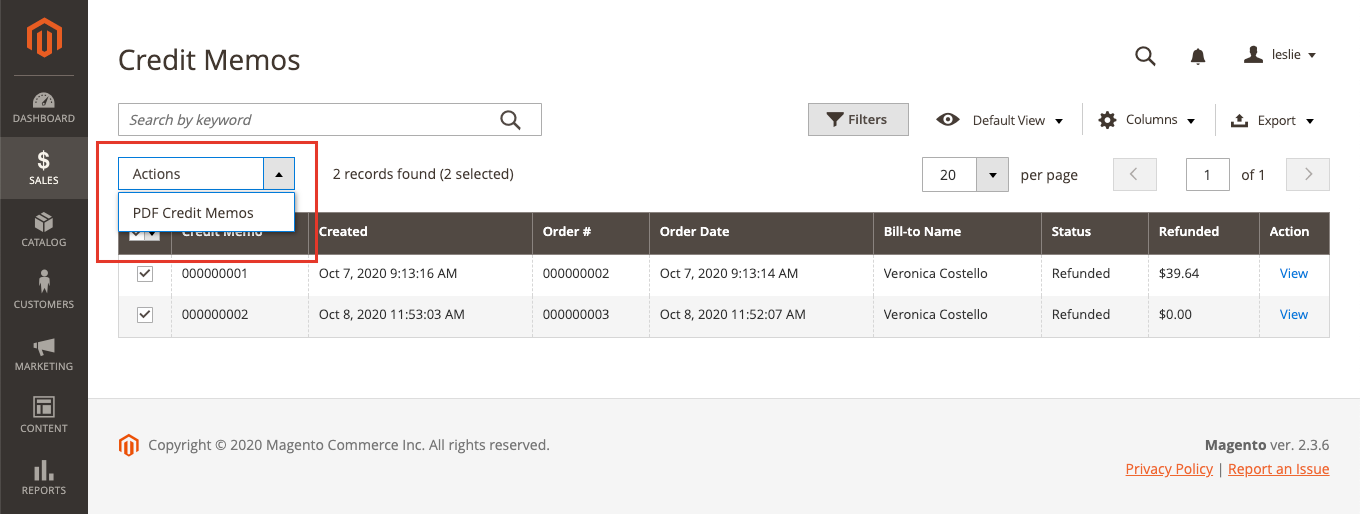 Credit Memos
leslie
Search by keyword
Filters
Default View
Columns
Export
Actions
2 records found (2 selected)
20
per page
1
of 1
PDF Credit Memos
Credit Memo Created Order # Order Date Bill-to Name Status Refunded Action
000000001 Oct 7, 2020 9:13:16 AM 000000002 Oct 7, 2020 9:13:14 AM Veronica Costello Refunded $39.64 View
000000002 Oct 8, 2020 11:53:03 AM 000000003 Oct 8, 2020 11:52:07 AM Veronica Costello Refunded $0.00 View
DASHBOARD
$
SALES
CATALOG
CUSTOMERS
MARKETING
CONTENT
REPORTS
Copyright © 2020 Magento Commerce Inc. All rights reserved.
Magento ver. 2.3.6
Privacy Policy | Report an Issue